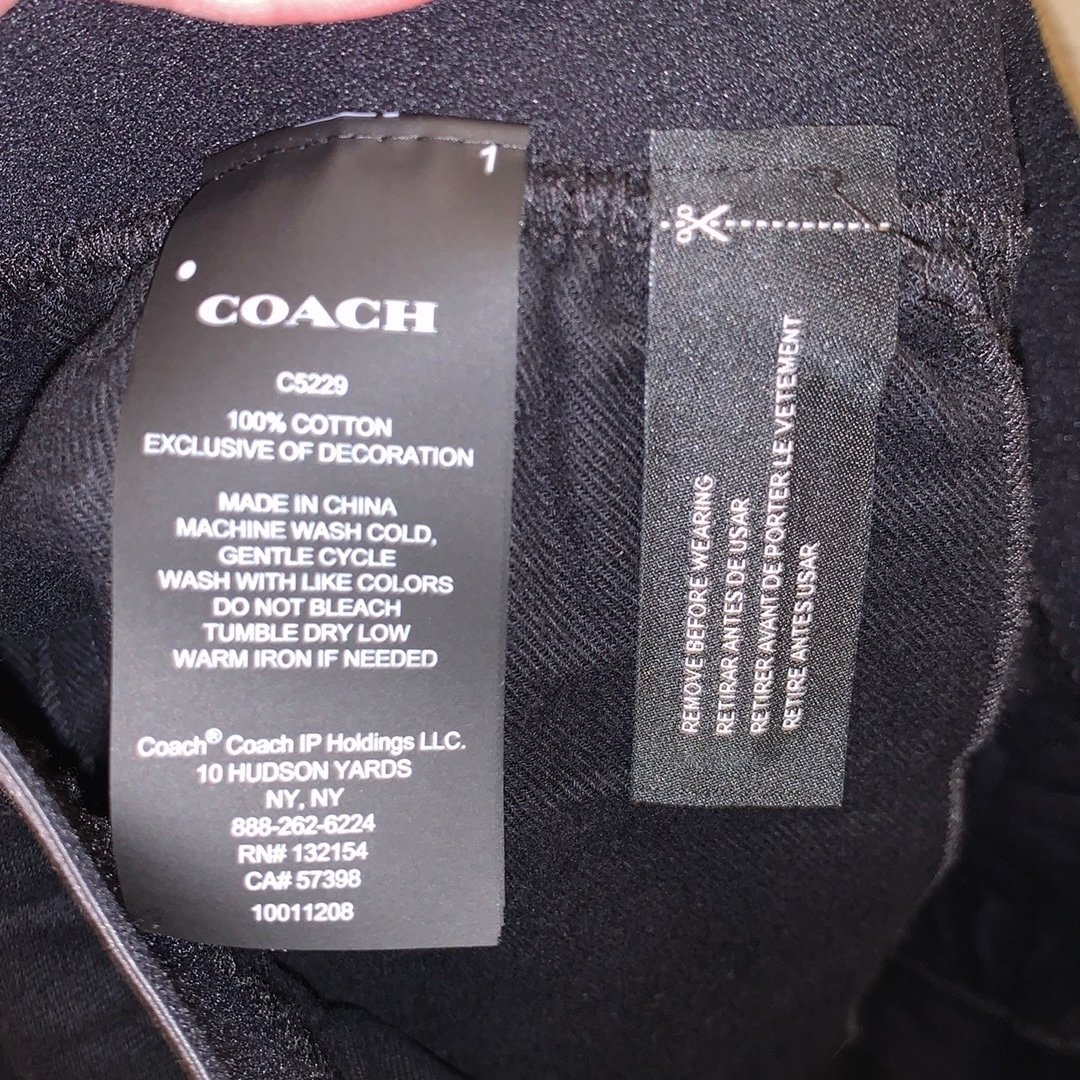 1
COACH
C5229
100% COTTON
EXCLUSIVE OF DECORATION
MADE IN CHINA
MACHINE WASH COLD,
GENTLE CYCLE
WASH WITH LIKE COLORS
DO NOT BLEACH
TUMBLE DRY LOW
WARM IRON IF NEEDED
Coach® Coach IP Holdings LLC.
10 HUDSON YARDS
NY, NY
888-262-6224
RN# 132154
CA# 57398
10011208
REMOVE BEFORE WEARING
RETIRAR ANTES DE USAR
RETIRER AVANT DE PORTER LE VETEMENT
RETIRE ANTES USAR